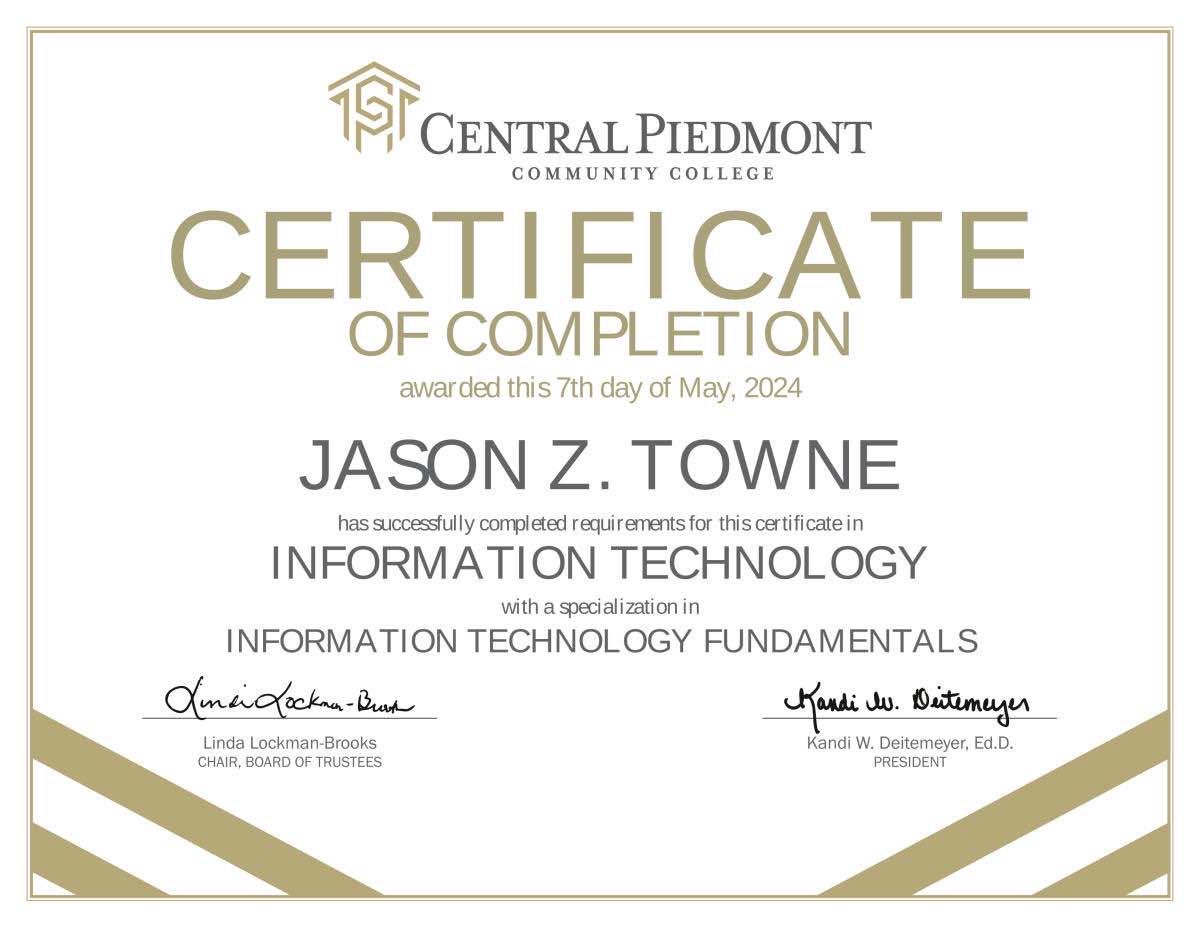 CENTRAL PIEDMONT
COMMUNITY COLLEGE
CERTIFICATE
OF COMPLETION
awarded this 7th day of May, 2024
JASON Z. TOWNE
has successfully completed requirements for this certificate in
INFORMATION TECHNOLOGY
with a specialization in
INFORMATION TECHNOLOGY FUNDAMENTALS
Linda Lockman-Brooks
Kandi W. Deitemeyer
Linda Lockman-Brooks
CHAIR, BOARD OF TRUSTEES
Kandi W. Deitemeyer, Ed.D.
PRESIDENT